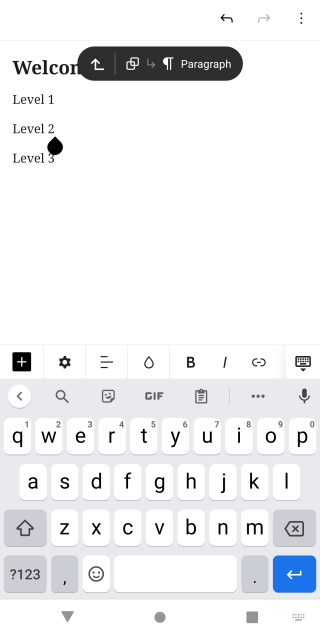 Welcom
Paragraph
Level 1
Level 2
Level 3
B I
GIF
q1 w2 e3 r4 t5 y6 u7 i8 o9 p0
a s d f g h j k l
z x c v b n m
?123 , .